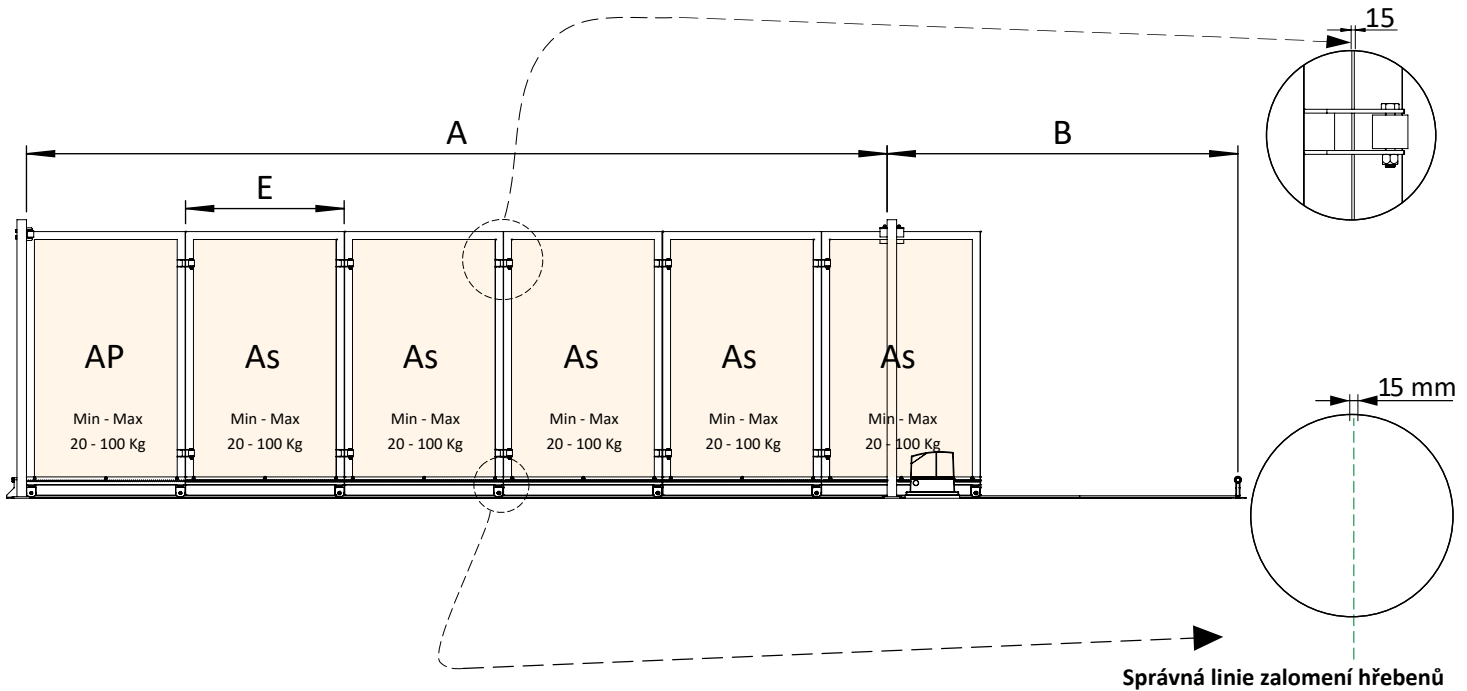 15
A
B
E
AP
As
As
As
As
As
Min - Max
Min - Max
Min - Max
Min - Max
Min - Max
Min - Max
20 - 100 Kg
20 - 100 Kg
20 - 100 Kg
20 - 100 Kg
20 - 100 Kg
20 - 100 Kg
15 mm
Správná linie zalomení hřebenů